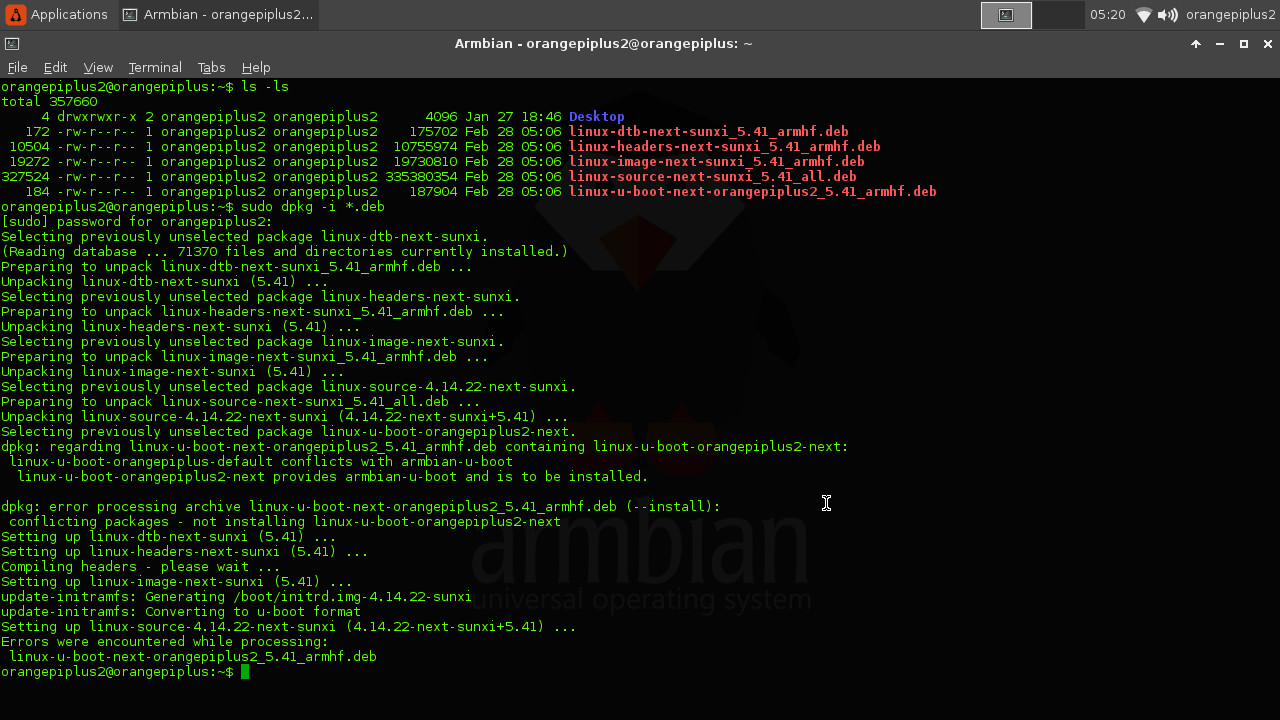 Applications
Armbian - orangepiplus2...
05:20
orangepiplus2
Armbian - orangepiplus2@orangepiplus: ~
File Edit View Terminal Tabs Help
orangepiplus2@orangepiplus:~$ ls -ls
total 357660
     4 drwxrwxr-x 2 orangepiplus2 orangepiplus2      4096 Jan 27 18:46 Desktop
   172 -rw-r--r-- 1 orangepiplus2 orangepiplus2    175702 Feb 28 05:06 linux-dtb-next-sunxi_5.41_armhf.deb
 10504 -rw-r--r-- 1 orangepiplus2 orangepiplus2  10755974 Feb 28 05:06 linux-headers-next-sunxi_5.41_armhf.deb
 19272 -rw-r--r-- 1 orangepiplus2 orangepiplus2  19730810 Feb 28 05:06 linux-image-next-sunxi_5.41_armhf.deb
327524 -rw-r--r-- 1 orangepiplus2 orangepiplus2 335380354 Feb 28 05:06 linux-source-next-sunxi_5.41_all.deb
   184 -rw-r--r-- 1 orangepiplus2 orangepiplus2    187904 Feb 28 05:06 linux-u-boot-next-orangepiplus2_5.41_armhf.deb
orangepiplus2@orangepiplus:~$ sudo dpkg -i *.deb
[sudo] password for orangepiplus2:
Selecting previously unselected package linux-dtb-next-sunxi.
(Reading database ... 71370 files and directories currently installed.)
Preparing to unpack linux-dtb-next-sunxi_5.41_armhf.deb ...
Unpacking linux-dtb-next-sunxi (5.41) ...
Selecting previously unselected package linux-headers-next-sunxi.
Preparing to unpack linux-headers-next-sunxi_5.41_armhf.deb ...
Unpacking linux-headers-next-sunxi (5.41) ...
Selecting previously unselected package linux-image-next-sunxi.
Preparing to unpack linux-image-next-sunxi_5.41_armhf.deb ...
Unpacking linux-image-next-sunxi (5.41) ...
Selecting previously unselected package linux-source-4.14.22-next-sunxi.
Preparing to unpack linux-source-next-sunxi_5.41_all.deb ...
Unpacking linux-source-4.14.22-next-sunxi (4.14.22-next-sunxi+5.41) ...
Selecting previously unselected package linux-u-boot-orangepiplus2-next.
dpkg: regarding linux-u-boot-next-orangepiplus2_5.41_armhf.deb containing linux-u-boot-orangepiplus2-next:
 linux-u-boot-orangepiplus-default conflicts with armbian-u-boot
  linux-u-boot-orangepiplus2-next provides armbian-u-boot and is to be installed.
dpkg: error processing archive linux-u-boot-next-orangepiplus2_5.41_armhf.deb (--install):
 conflicting packages - not installing linux-u-boot-orangepiplus2-next
Setting up linux-dtb-next-sunxi (5.41) ...
Setting up linux-headers-next-sunxi (5.41) ...
Compiling headers - please wait ...
Setting up linux-image-next-sunxi (5.41) ...
update-initramfs: Generating /boot/initrd.img-4.14.22-sunxi
update-initramfs: Converting to u-boot format
Setting up linux-source-4.14.22-next-sunxi (4.14.22-next-sunxi+5.41) ...
Errors were encountered while processing:
 linux-u-boot-next-orangepiplus2_5.41_armhf.deb
orangepiplus2@orangepiplus:~$
armbian
universal operating system